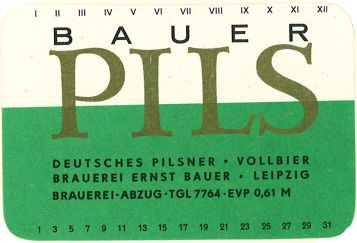 I II III IV V VI VII VIII IX X XI XII
BAUER
PILS
DEUTSCHES PILSNER • VOLLBIER
BRAUEREI ERNST BAUER • LEIPZIG
BRAUEREI-ABZUG • TGL 7764 • EVP 0,61 M
1 3 5 7 9 11 13 15 17 19 21 23 25 27 29 31